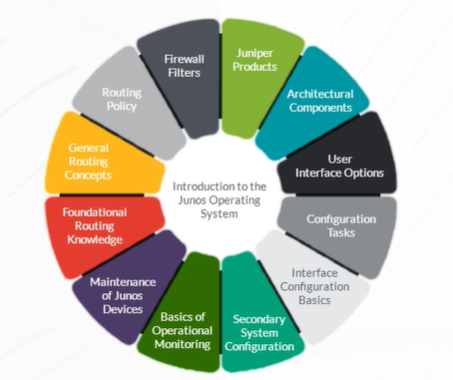 Firewall
Filters
Juniper
Products
Architectural
Components
User
Interface Options
Configuration
Tasks
Interface
Configuration
Basics
Secondary
System
Configuration
Basics of
Operational
Monitoring
Maintenance
of Junos
Devices
Foundational
Routing
Knowledge
General
Routing
Concepts
Routing
Policy
Introduction to the
Junos Operating
System